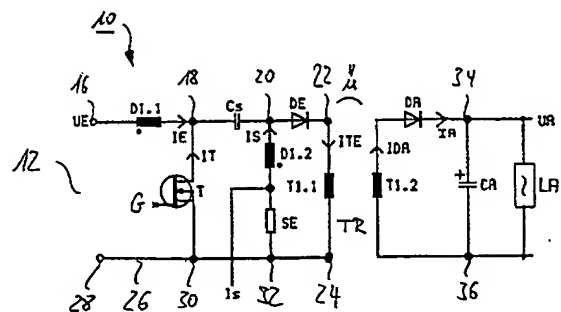 10
16 18 20 22 ü 34
UE D1.1 IE Cs IS DE DA IA UA
IT D1.2 ITE IDA
12 G T T1.1 T1.2 CA LA
SE TR
Is
28 26 30 32 24 36